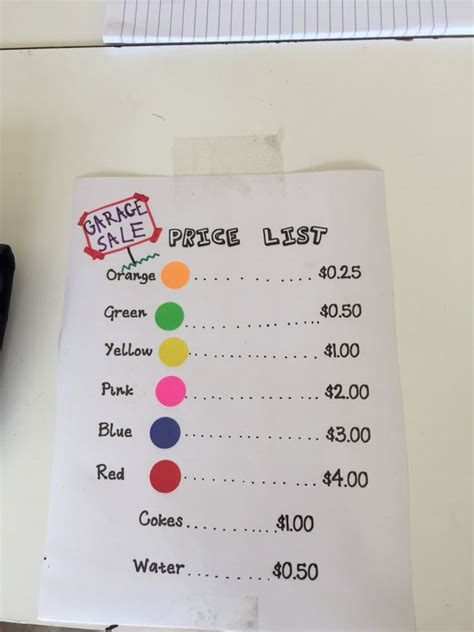 GARAGE
SALE
PRICE LIST
Orange .......... $0.25
Green .............. $0.50
Yellow .............. $1.00
Pink .............. $2.00
Blue .............. $3.00
Red .............. $4.00
Cokes.......... $1.00
Water.......... $0.50